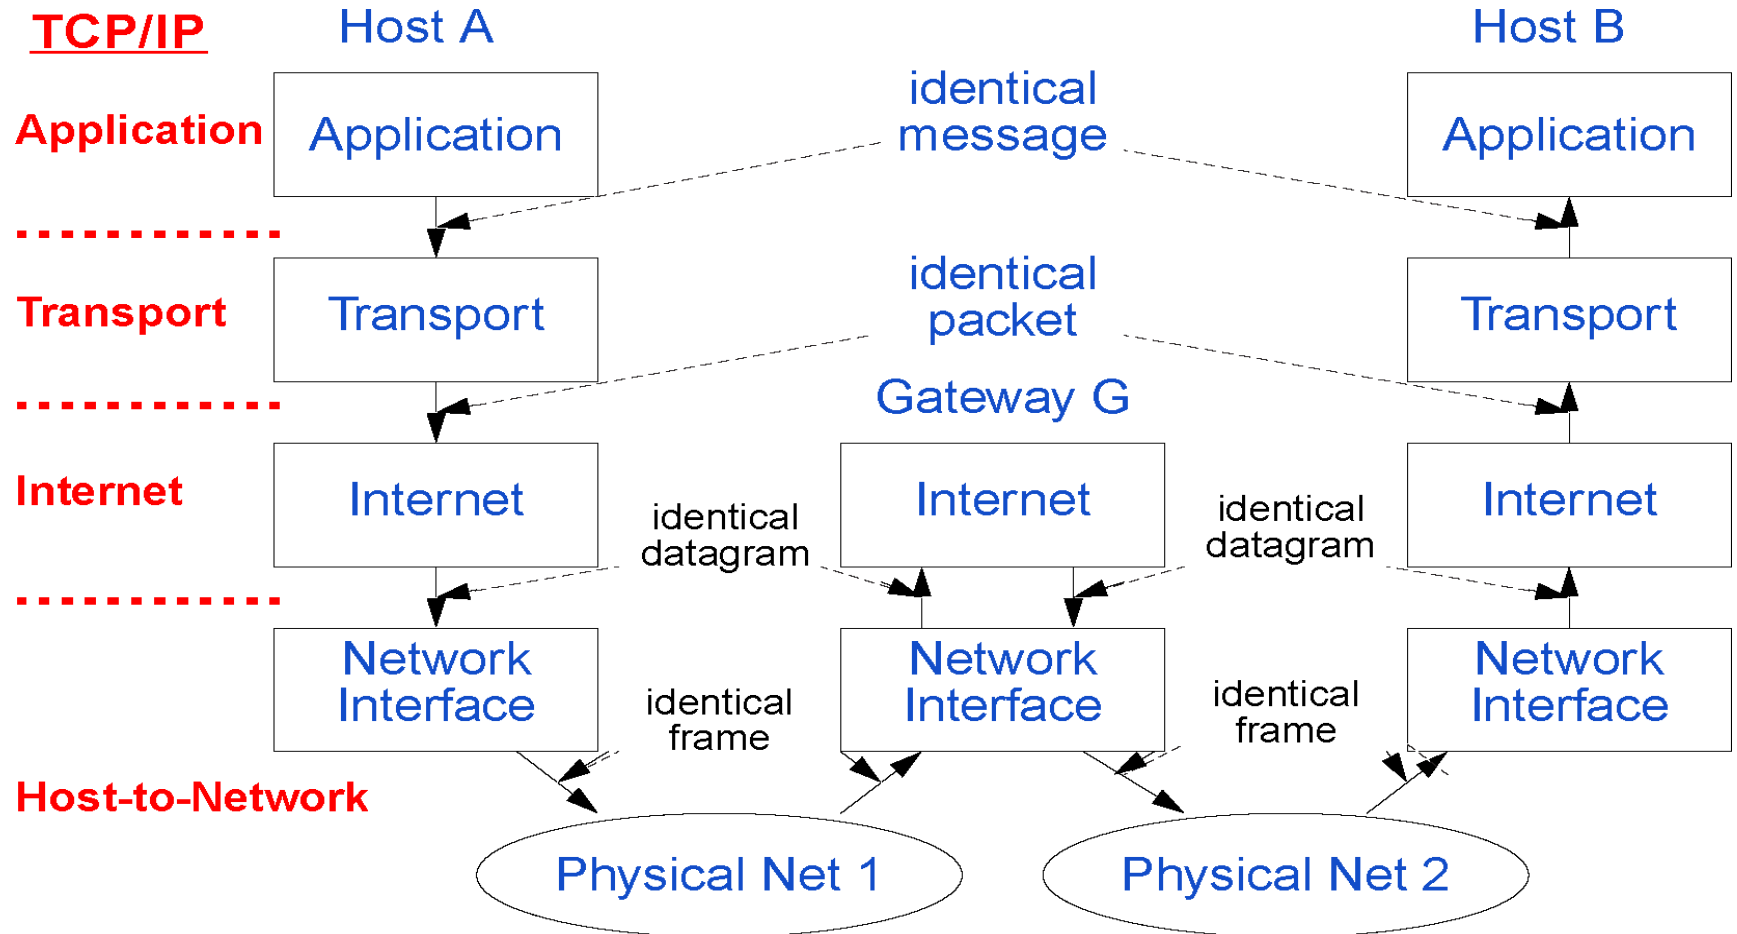 TCP/IP
Host A
Host B
Application
Application
identical
message
Application
Transport
Transport
identical
packet
Transport
Gateway G
Internet
Internet
identical
datagram
Internet
identical
datagram
Internet
Network
Interface
identical
frame
Network
Interface
identical
frame
Network
Interface
Host-to-Network
Physical Net 1
Physical Net 2